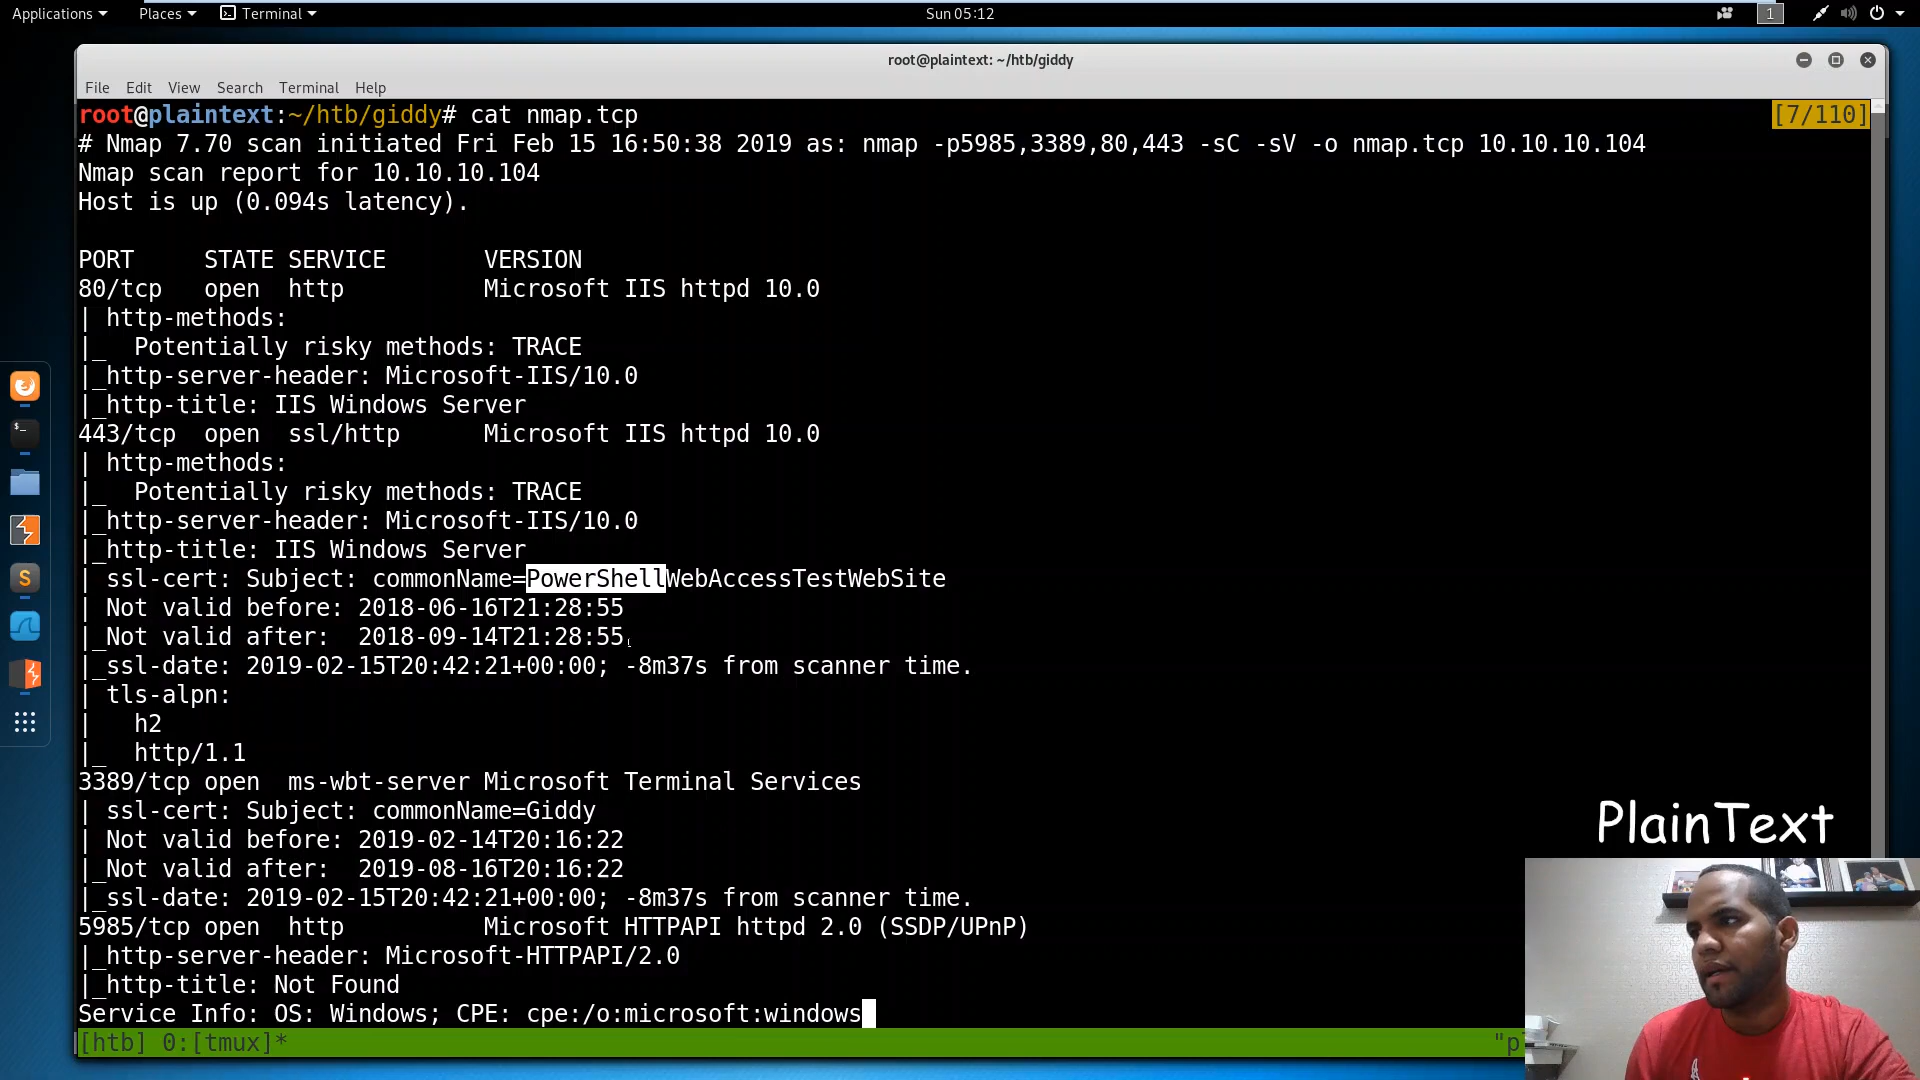 Applications Places Terminal Sun 05:12 1
root@plaintext: ~/htb/giddy
File Edit View Search Terminal Help
root@plaintext:~/htb/giddy# cat nmap.tcp [7/110]
# Nmap 7.70 scan initiated Fri Feb 15 16:50:38 2019 as: nmap -p5985,3389,80,443 -sC -sV -o nmap.tcp 10.10.10.104
Nmap scan report for 10.10.10.104
Host is up (0.094s latency).
PORT STATE SERVICE VERSION
80/tcp open http Microsoft IIS httpd 10.0
| http-methods:
|_ Potentially risky methods: TRACE
|_http-server-header: Microsoft-IIS/10.0
|_http-title: IIS Windows Server
443/tcp open ssl/http Microsoft IIS httpd 10.0
| http-methods:
|_ Potentially risky methods: TRACE
|_http-server-header: Microsoft-IIS/10.0
|_http-title: IIS Windows Server
| ssl-cert: Subject: commonName=PowerShellWebAccessTestWebSite
| Not valid before: 2018-06-16T21:28:55
|_Not valid after: 2018-09-14T21:28:55
|_ssl-date: 2019-02-15T20:42:21+00:00; -8m37s from scanner time.
| tls-alpn:
| h2
|_ http/1.1
3389/tcp open ms-wbt-server Microsoft Terminal Services
| ssl-cert: Subject: commonName=Giddy
| Not valid before: 2019-02-14T20:16:22
|_Not valid after: 2019-08-16T20:16:22
|_ssl-date: 2019-02-15T20:42:21+00:00; -8m37s from scanner time.
5985/tcp open http Microsoft HTTPAPI httpd 2.0 (SSDP/UPnP)
|_http-server-header: Microsoft-HTTPAPI/2.0
|_http-title: Not Found
Service Info: OS: Windows; CPE: cpe:/o:microsoft:windows
[htb] 0:[tmux]* "p
PlainText